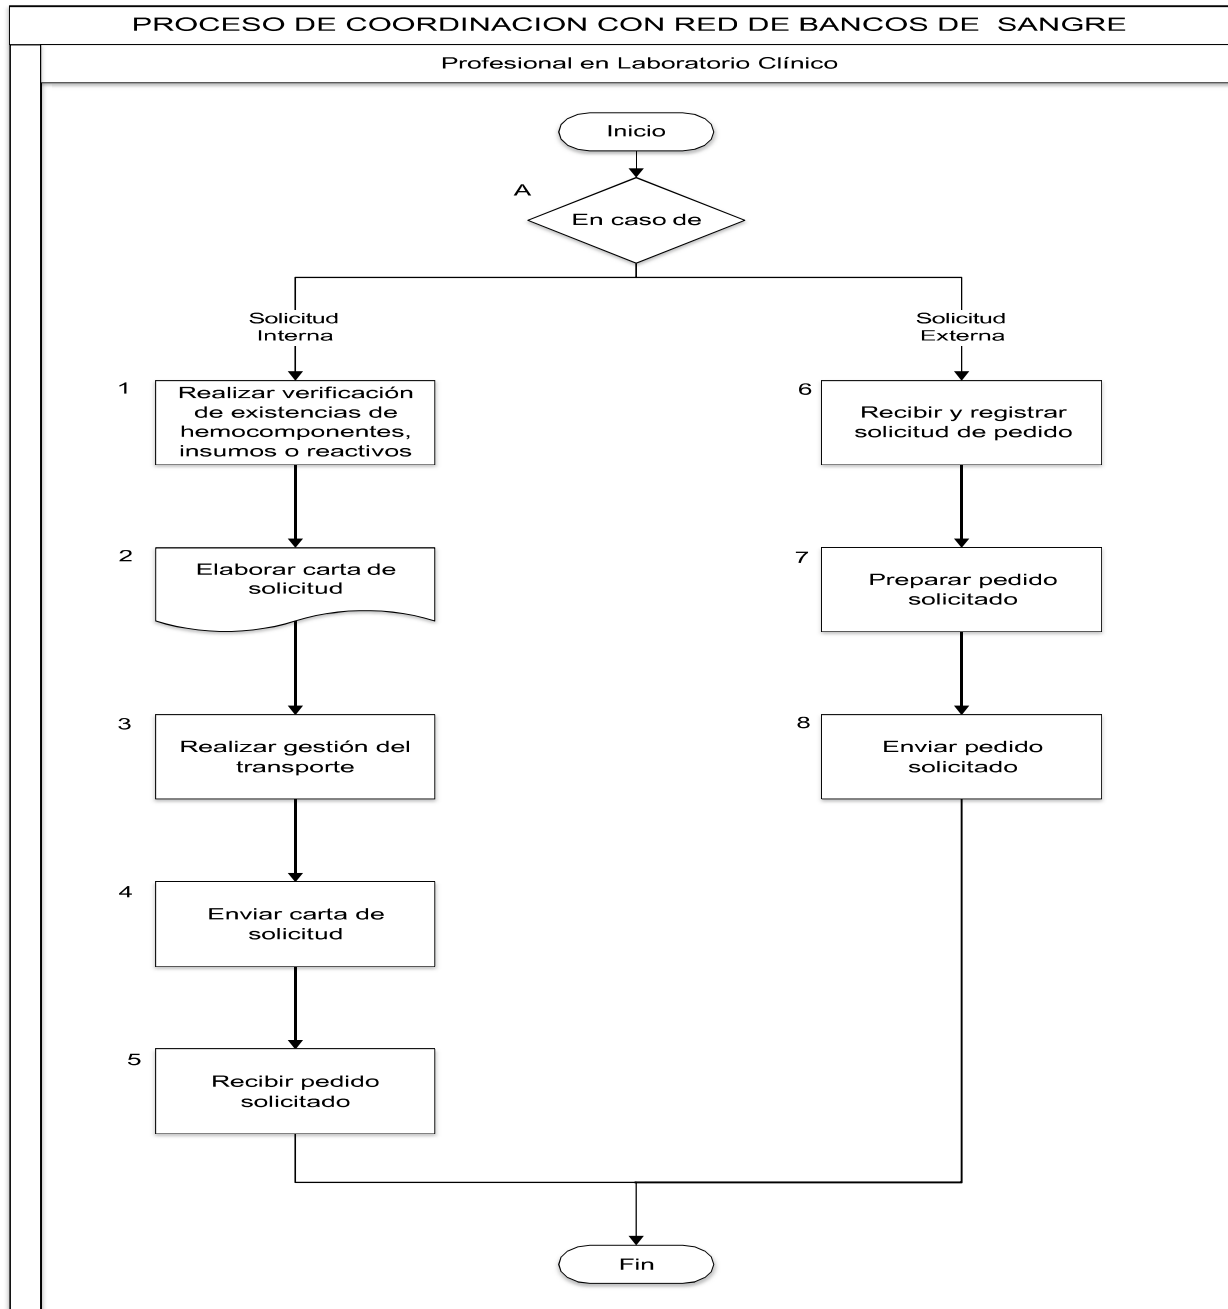 PROCESO DE COORDINACION CON RED DE BANCOS DE SANGRE
Profesional en Laboratorio Clínico
Inicio
A
En caso de
Solicitud
Interna
1
Realizar verificación
de existencias de
hemocomponentes,
insumos o reactivos
2
Elaborar carta de
solicitud
3
Realizar gestión del
transporte
4
Enviar carta de
solicitud
5
Recibir pedido
solicitado
Solicitud
Externa
6
Recibir y registrar
solicitud de pedido
7
Preparar pedido
solicitado
8
Enviar pedido
solicitado
Fin